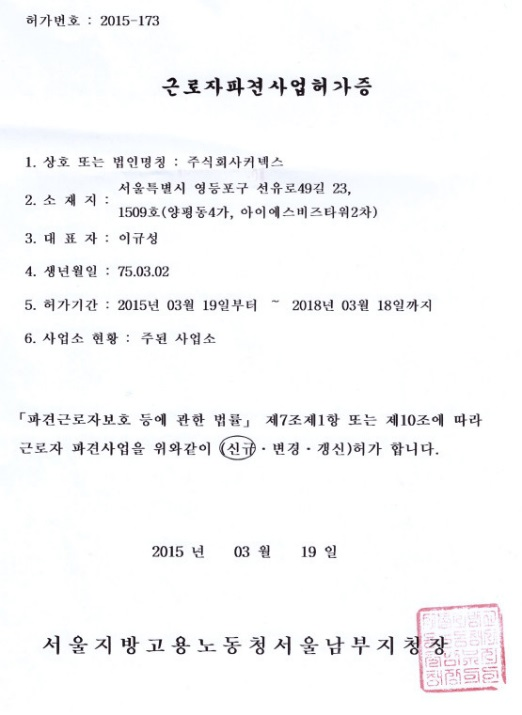 허가번호 : 2015-173
근로자파견사업허가증
1. 상호 또는 법인명칭 : 주식회사커넥스
2. 소 재 지 : 서울특별시 영등포구 선유로49길 23,
1509호(양평동4가, 아이에스비즈타워2차)
3. 대 표 자 : 이규성
4. 생년월일 : 75.03.02
5. 허가기간 : 2015년 03월 19일부터 ~ 2018년 03월 18일까지
6. 사업소 현황 : 주된 사업소
「파견근로자보호 등에 관한 법률」 제7조제1항 또는 제10조에 따라
근로자 파견사업을 위와같이 (신규·변경·갱신)허가 합니다.
2015 년 03 월 19 일
서울지방고용노동청서울남부지청장